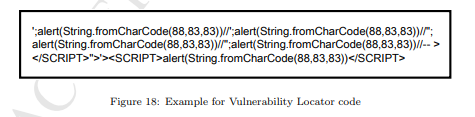 ';alert(String.fromCharCode(88,83,83))//';alert(String.fromCharCode(88,83,83))//";
alert(String.fromCharCode(88,83,83))//";alert(String.fromCharCode(88,83,83))//-- >
</SCRIPT>">'><SCRIPT>alert(String.fromCharCode(88,83,83))</SCRIPT>
Figure 18: Example for Vulnerability Locator code